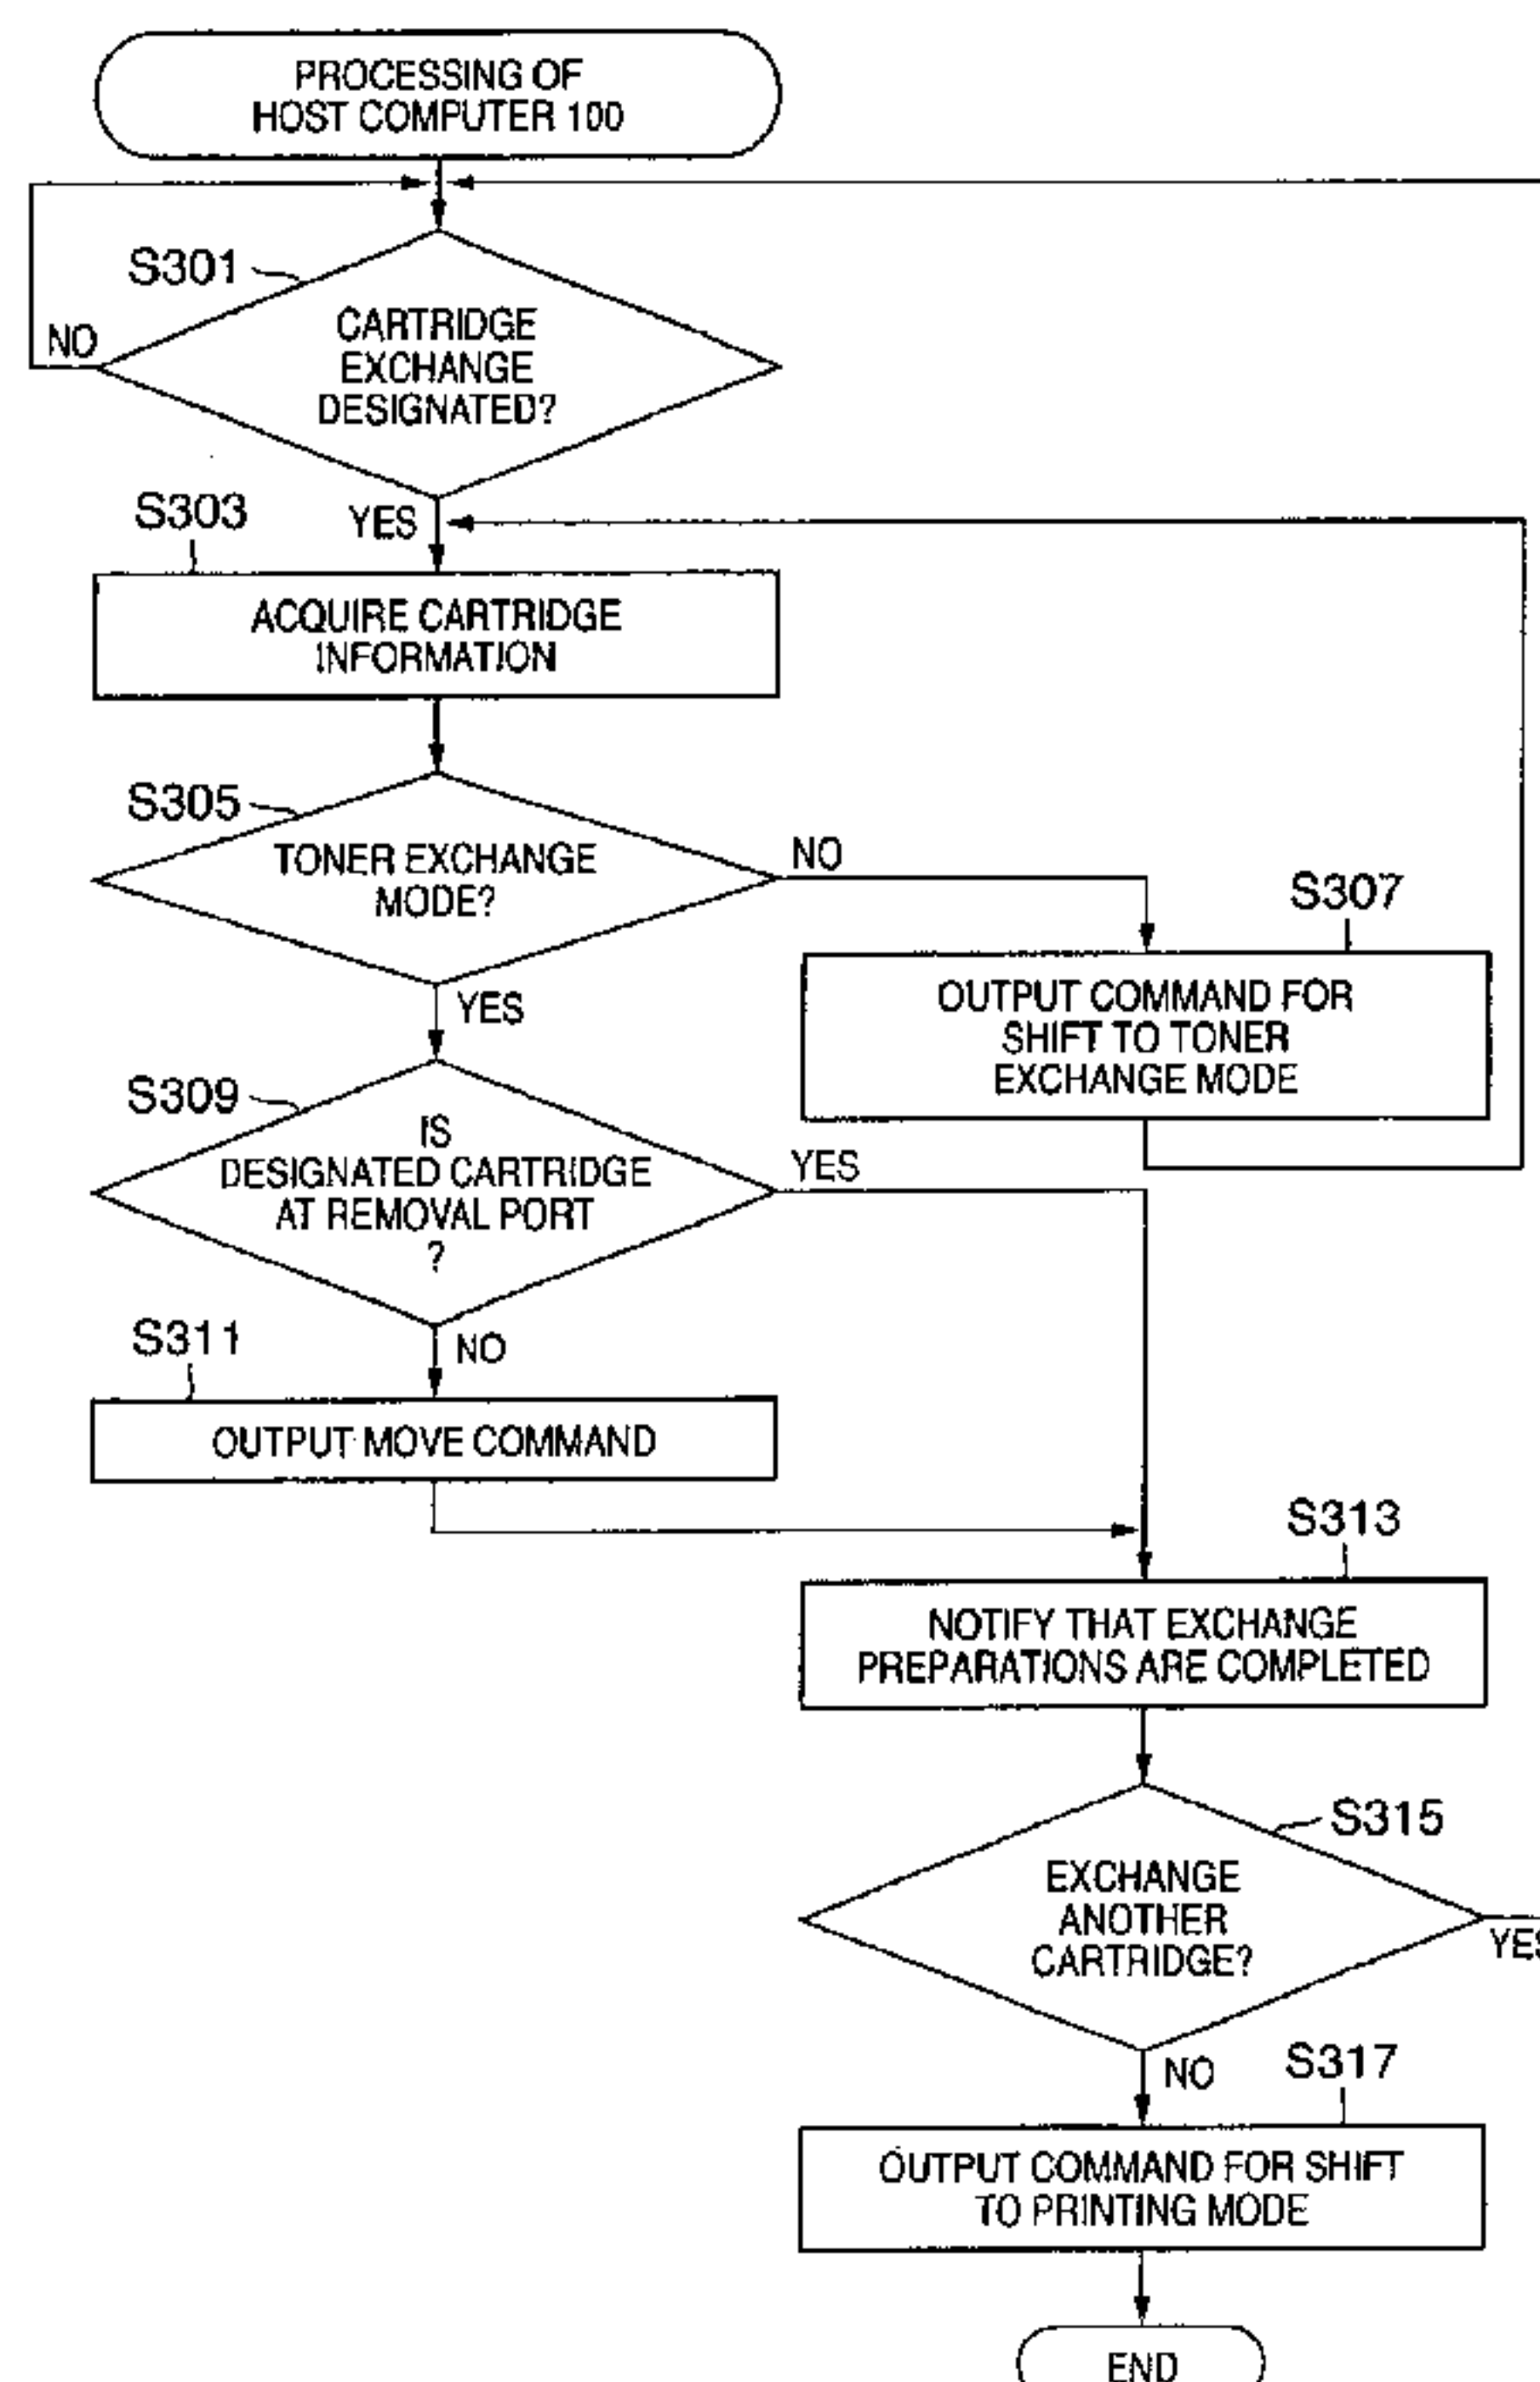 PROCESSING OF
HOST COMPUTER 100
S301
NO
CARTRIDGE
EXCHANGE
DESIGNATED?
S303
YES
ACQUIRE CARTRIDGE
INFORMATION
S305
TONER EXCHANGE
MODE?
NO
S307
OUTPUT COMMAND FOR
SHIFT TO TONER
EXCHANGE MODE
YES
S309
IS
DESIGNATED CARTRIDGE
AT REMOVAL PORT
?
YES
S311
NO
OUTPUT MOVE COMMAND
S313
NOTIFY THAT EXCHANGE
PREPARATIONS ARE COMPLETED
S315
EXCHANGE
ANOTHER
CARTRIDGE?
YES
NO
S317
OUTPUT COMMAND FOR SHIFT
TO PRINTING MODE
END